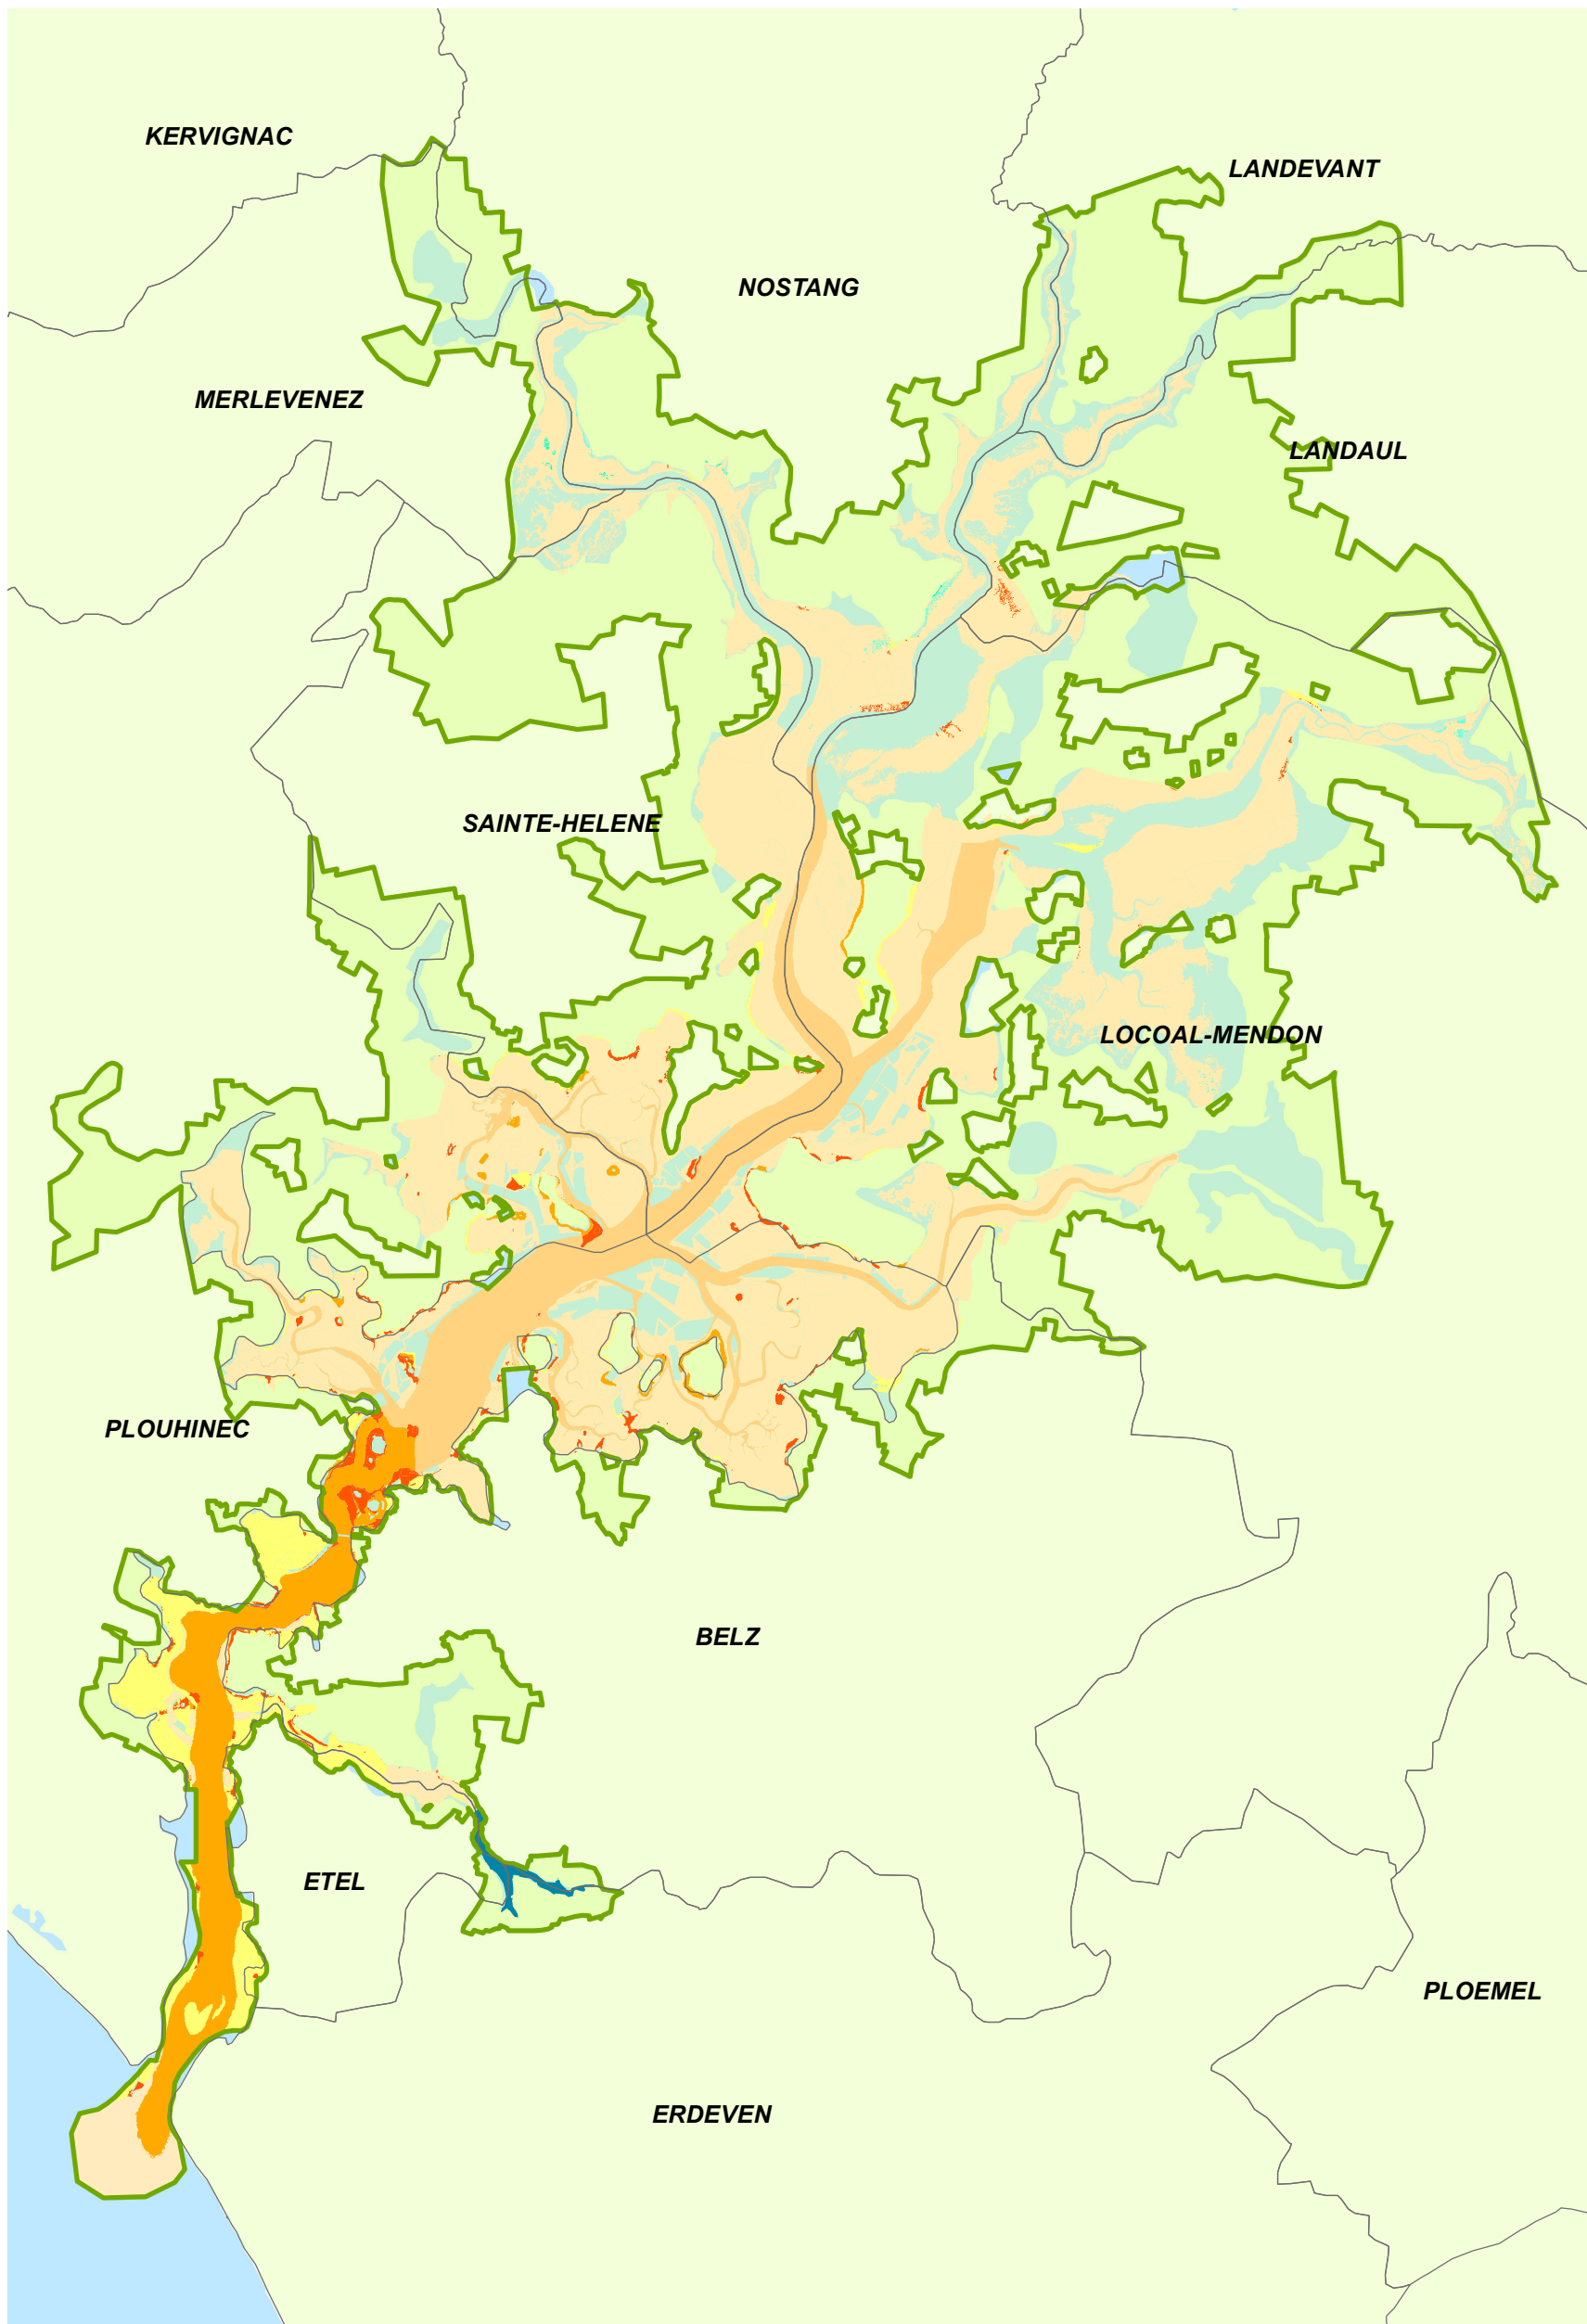 KERVIGNAC
LANDEVANT
NOSTANG
MERLEVENEZ
LANDAUL
SAINTE-HELENE
LOCOAL-MENDON
PLOUHINEC
BELZ
ETEL
PLOEMEL
ERDEVEN